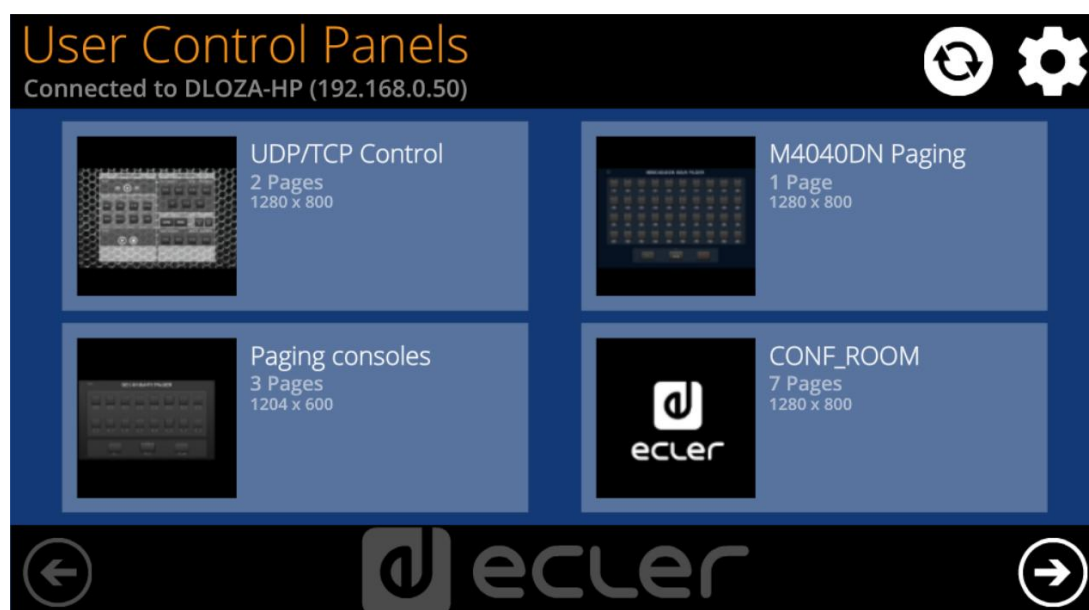 User Control Panels
Connected to DLOZA-HP (192.168.0.50)
UDP/TCP Control
2 Pages
1280 x 800
M4040DN Paging
1 Page
1280 x 800
Paging consoles
3 Pages
1204 x 600
CONF_ROOM
7 Pages
1280 x 800
ecler
ecler